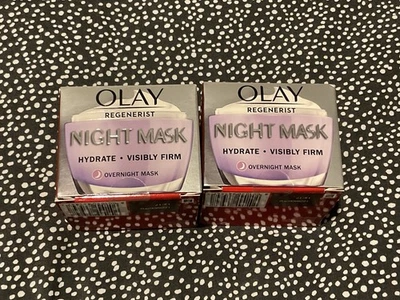 OLAY
REGENERIST
NIGHT MASK
HYDRATE • VISIBLY FIRM
OVERNIGHT MASK
OLAY
REGENERIST
NIGHT MASK
HYDRATE • VISIBLY FIRM
OVERNIGHT MASK